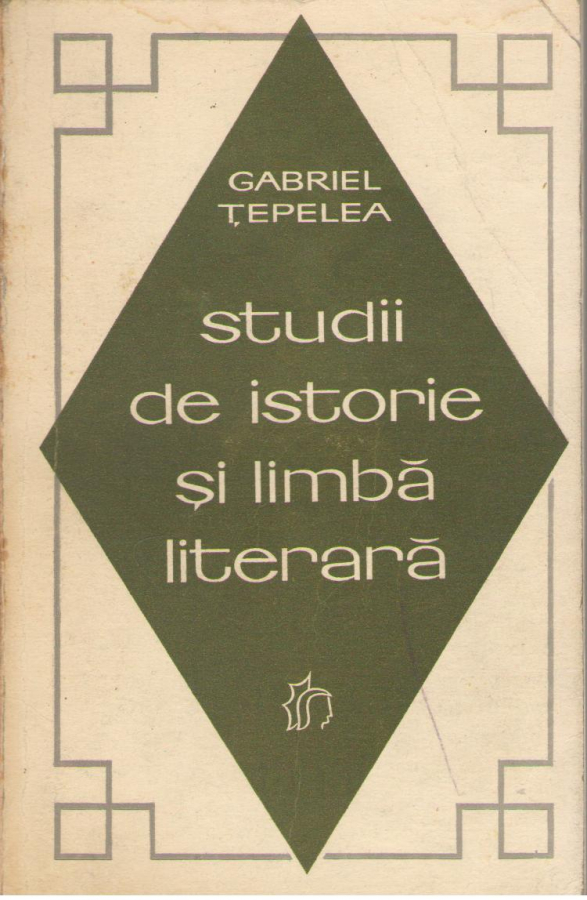 GABRIEL
ȚEPELEA
studii
de istorie
și limbă
literară